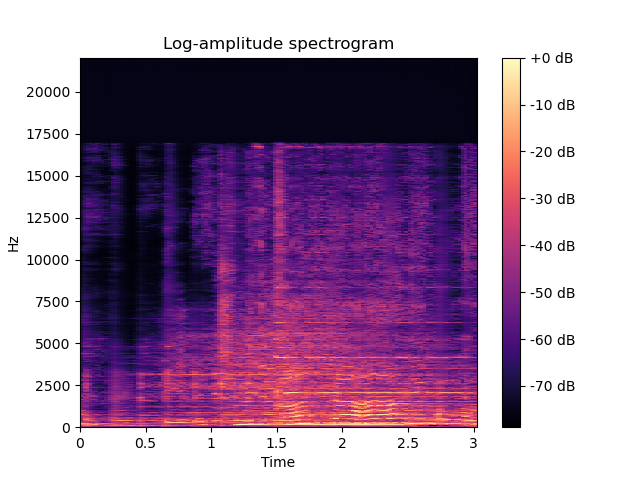 Log-amplitude spectrogram
Hz
20000
17500
15000
12500
10000
7500
5000
2500
0
0 0.5 1 1.5 2 2.5 3
Time
+0 dB
-10 dB
-20 dB
-30 dB
-40 dB
-50 dB
-60 dB
-70 dB